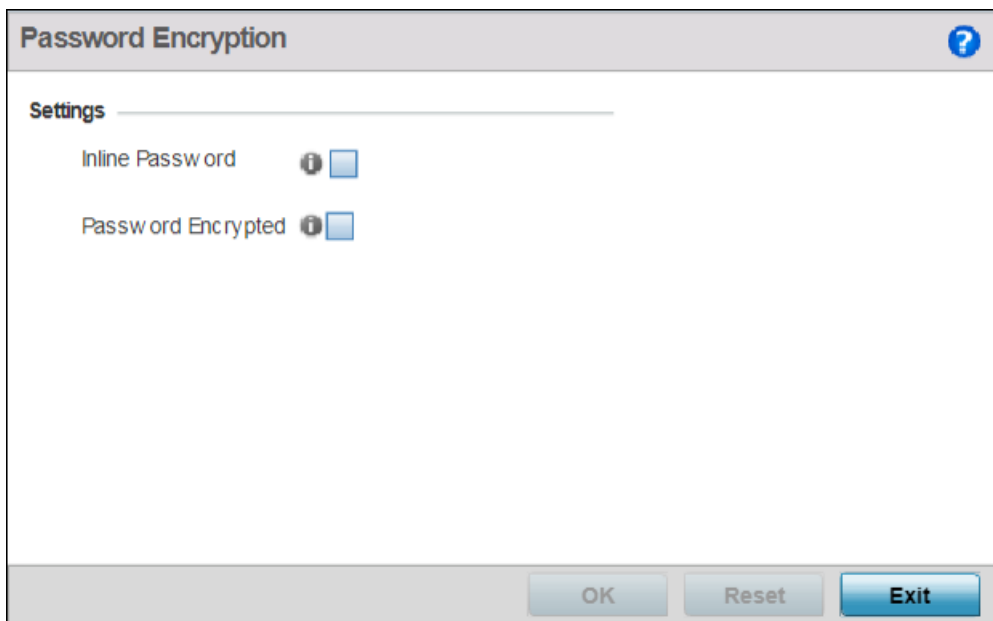 Password Encryption
?
Settings
Inline Password
Password Encrypted
OK
Reset
Exit